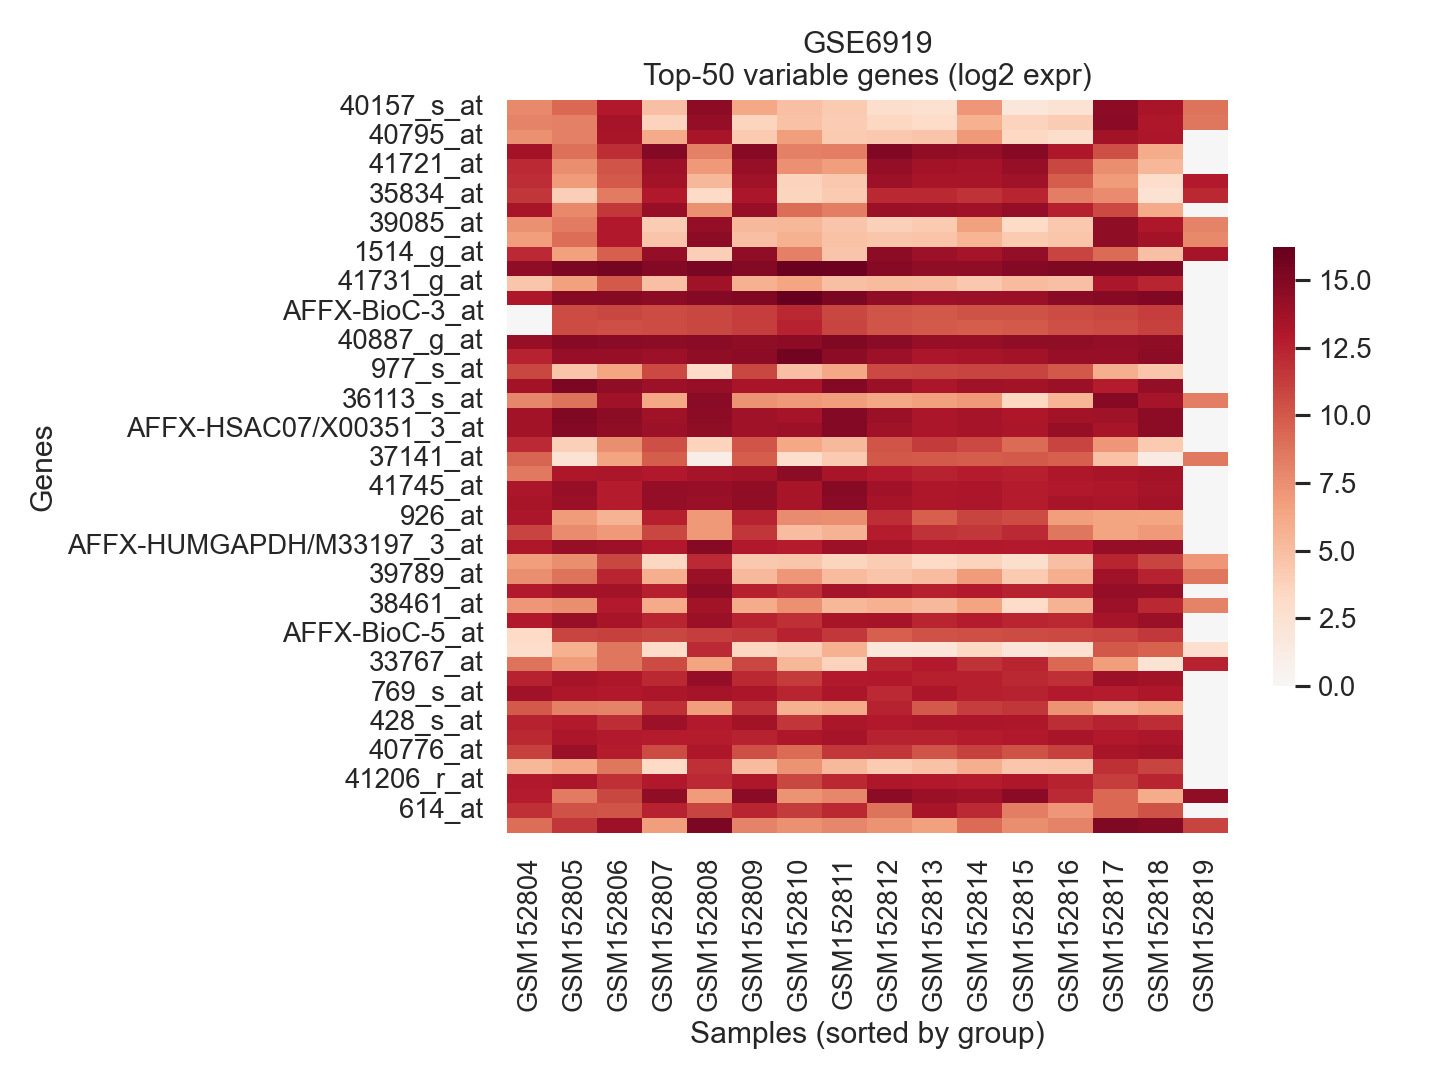 GSE6919
Top-50 variable genes (log2 expr)
Genes
40157_s_at
40795_at
41721_at
35834_at
39085_at
1514_g_at
41731_g_at
AFFX-BioC-3_at
40887_g_at
977_s_at
36113_s_at
AFFX-HSAC07/X00351_3_at
37141_at
41745_at
926_at
AFFX-HUMGAPDH/M33197_3_at
39789_at
38461_at
AFFX-BioC-5_at
33767_at
769_s_at
428_s_at
40776_at
41206_r_at
614_at
15.0
12.5
10.0
7.5
5.0
2.5
0.0
GSM152804
GSM152805
GSM152806
GSM152807
GSM152808
GSM152809
GSM152810
GSM152811
GSM152812
GSM152813
GSM152814
GSM152815
GSM152816
GSM152817
GSM152818
GSM152819
Samples (sorted by group)